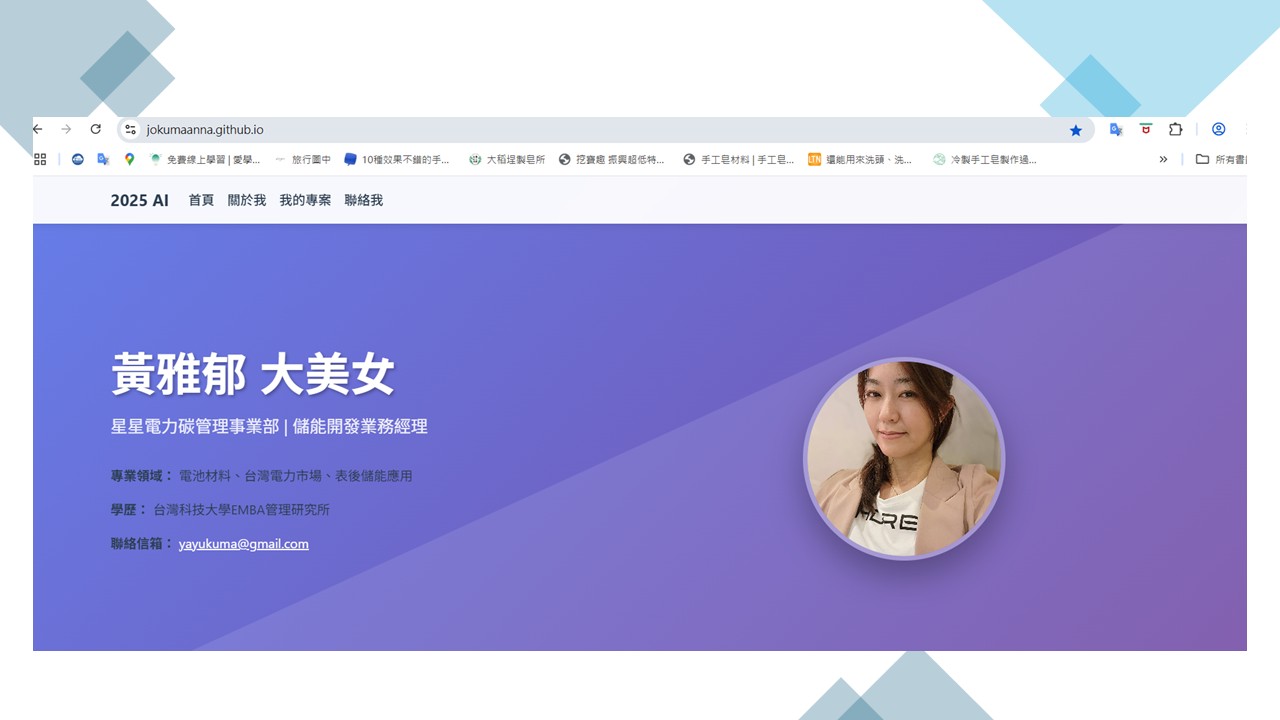 jokumaanna.github.io
免費線上學習 | 愛學...
旅行圖中
10種效果不錯的手...
大稻埕製皂所
挖寶趣 振興超低特...
手工皂材料 | 手工皂...
LTN
還能用來洗頭、洗...
冷製手工皂製作過...
所有書
2025 AI
首頁
關於我
我的專案
聯絡我
黃雅郁 大美女
星星電力碳管理事業部 | 儲能開發業務經理
專業領域： 電池材料、台灣電力市場、表後儲能應用
學歷： 台灣科技大學EMBA管理研究所
聯絡信箱： yayukuma@gmail.com